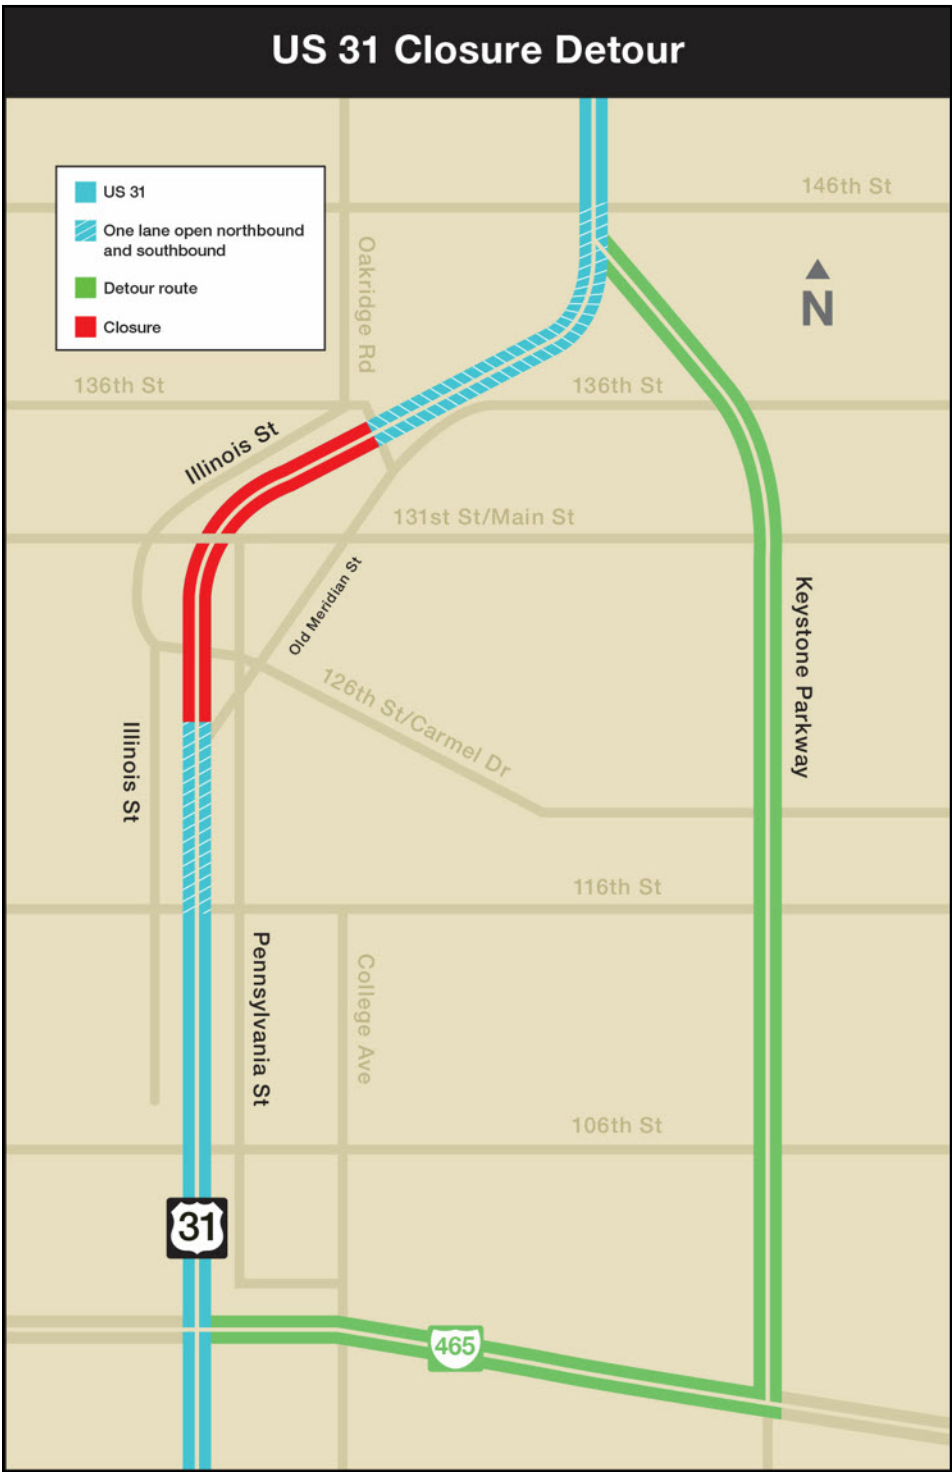 US 31 Closure Detour
US 31
One lane open northbound
and southbound
Detour route
Closure
146th St
N
Oakridge Rd
136th St
136th St
Illinois St
131st St/Main St
Old Meridian St
Keystone Parkway
126th St/Carmel Dr
Illinois St
116th St
Pennsylvania St
College Ave
106th St
31
465